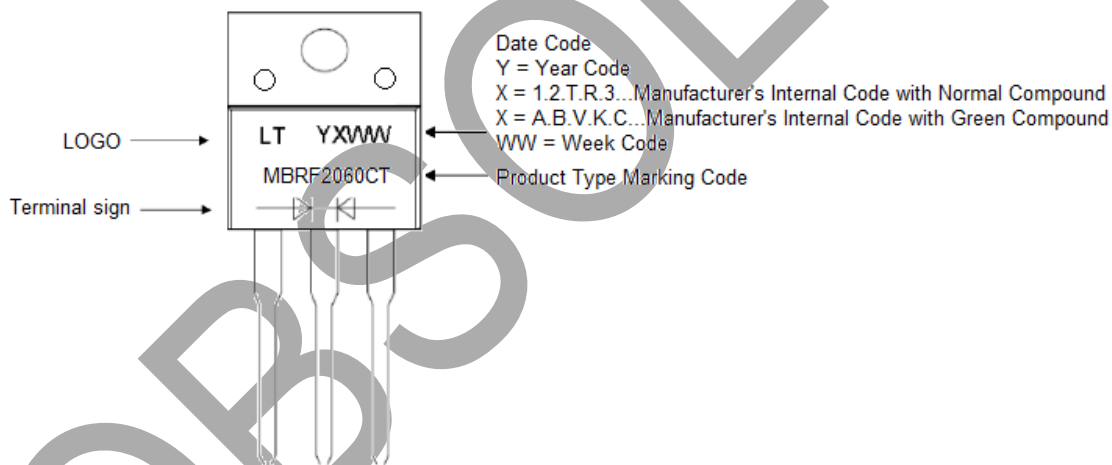 Date Code
Y = Year Code
X = 1.2.T.R.3...Manufacturer's Internal Code with Normal Compound
X = A.B.V.K.C...Manufacturer's Internal Code with Green Compound
WW = Week Code
LOGO
LT YXWW
MBRF2060CT
Product Type Marking Code
Terminal sign
OBSOL